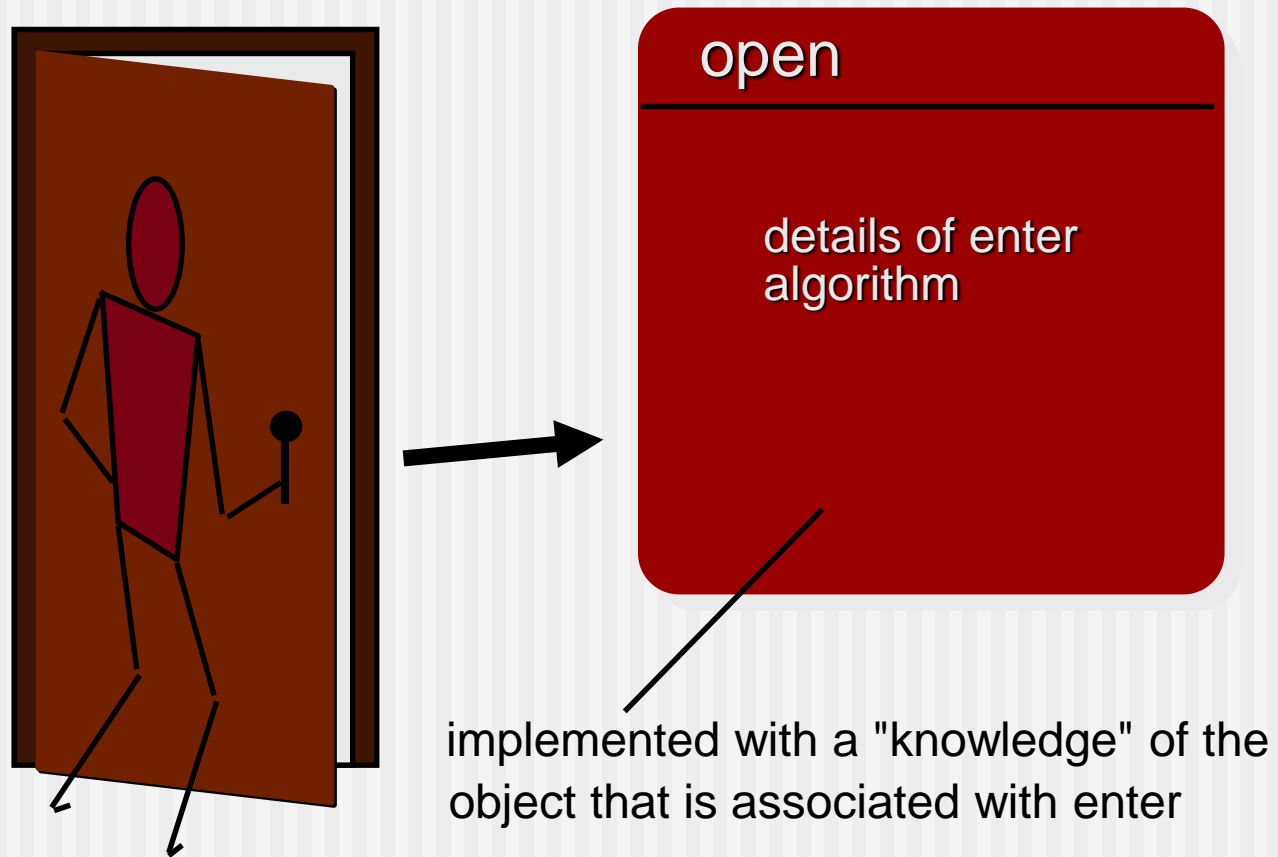 open
details of enter
algorithm
implemented with a "knowledge" of the
object that is associated with enter